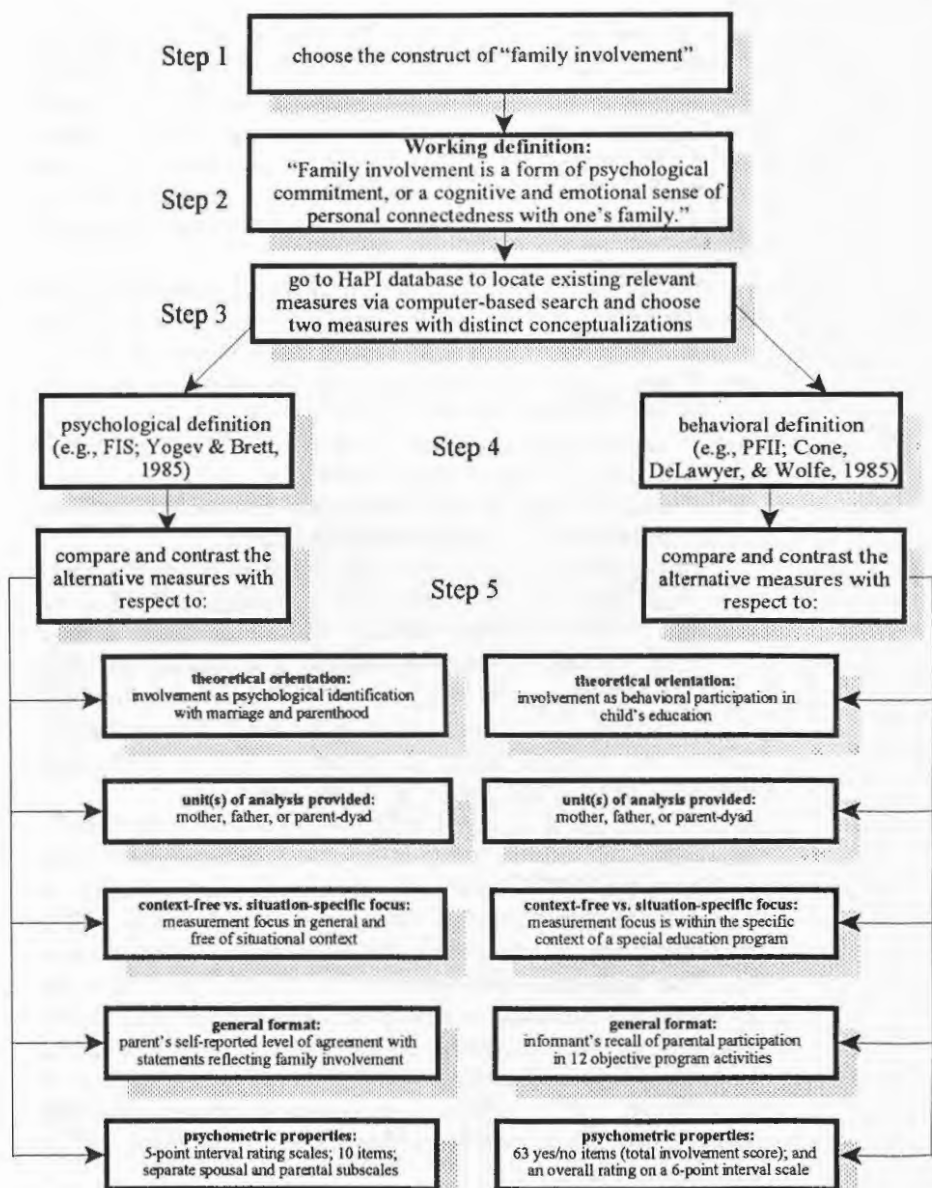 Step 1
choose the construct of “family involvement”
Step 2
Working definition:
“Family involvement is a form of psychological
commitment, or a cognitive and emotional sense of
personal connectedness with one’s family.”
Step 3
go to HaPI database to locate existing relevant
measures via computer-based search and choose
two measures with distinct conceptualizations
psychological definition
(e.g., FIS; Yogev & Brett,
1985)
Step 4
behavioral definition
(e.g., PFII; Cone,
DeLawyer, & Wolfe, 1985)
compare and contrast the
alternative measures with
respect to:
Step 5
compare and contrast the
alternative measures with
respect to:
theoretical orientation:
involvement as psychological identification
with marriage and parenthood
theoretical orientation:
involvement as behavioral participation in
child’s education
unit(s) of analysis provided:
mother, father, or parent-dyad
unit(s) of analysis provided:
mother, father, or parent-dyad
context-free vs. situation-specific focus:
measurement focus in general and
free of situational context
context-free vs. situation-specific focus:
measurement focus is within the specific
context of a special education program
general format:
parent’s self-reported level of agreement with
statements reflecting family involvement
general format:
informant’s recall of parental participation
in 12 objective program activities
psychometric properties:
5-point interval rating scales; 10 items;
separate spousal and parental subscales
psychometric properties:
63 yes/no items (total involvement score); and
an overall rating on a 6-point interval scale